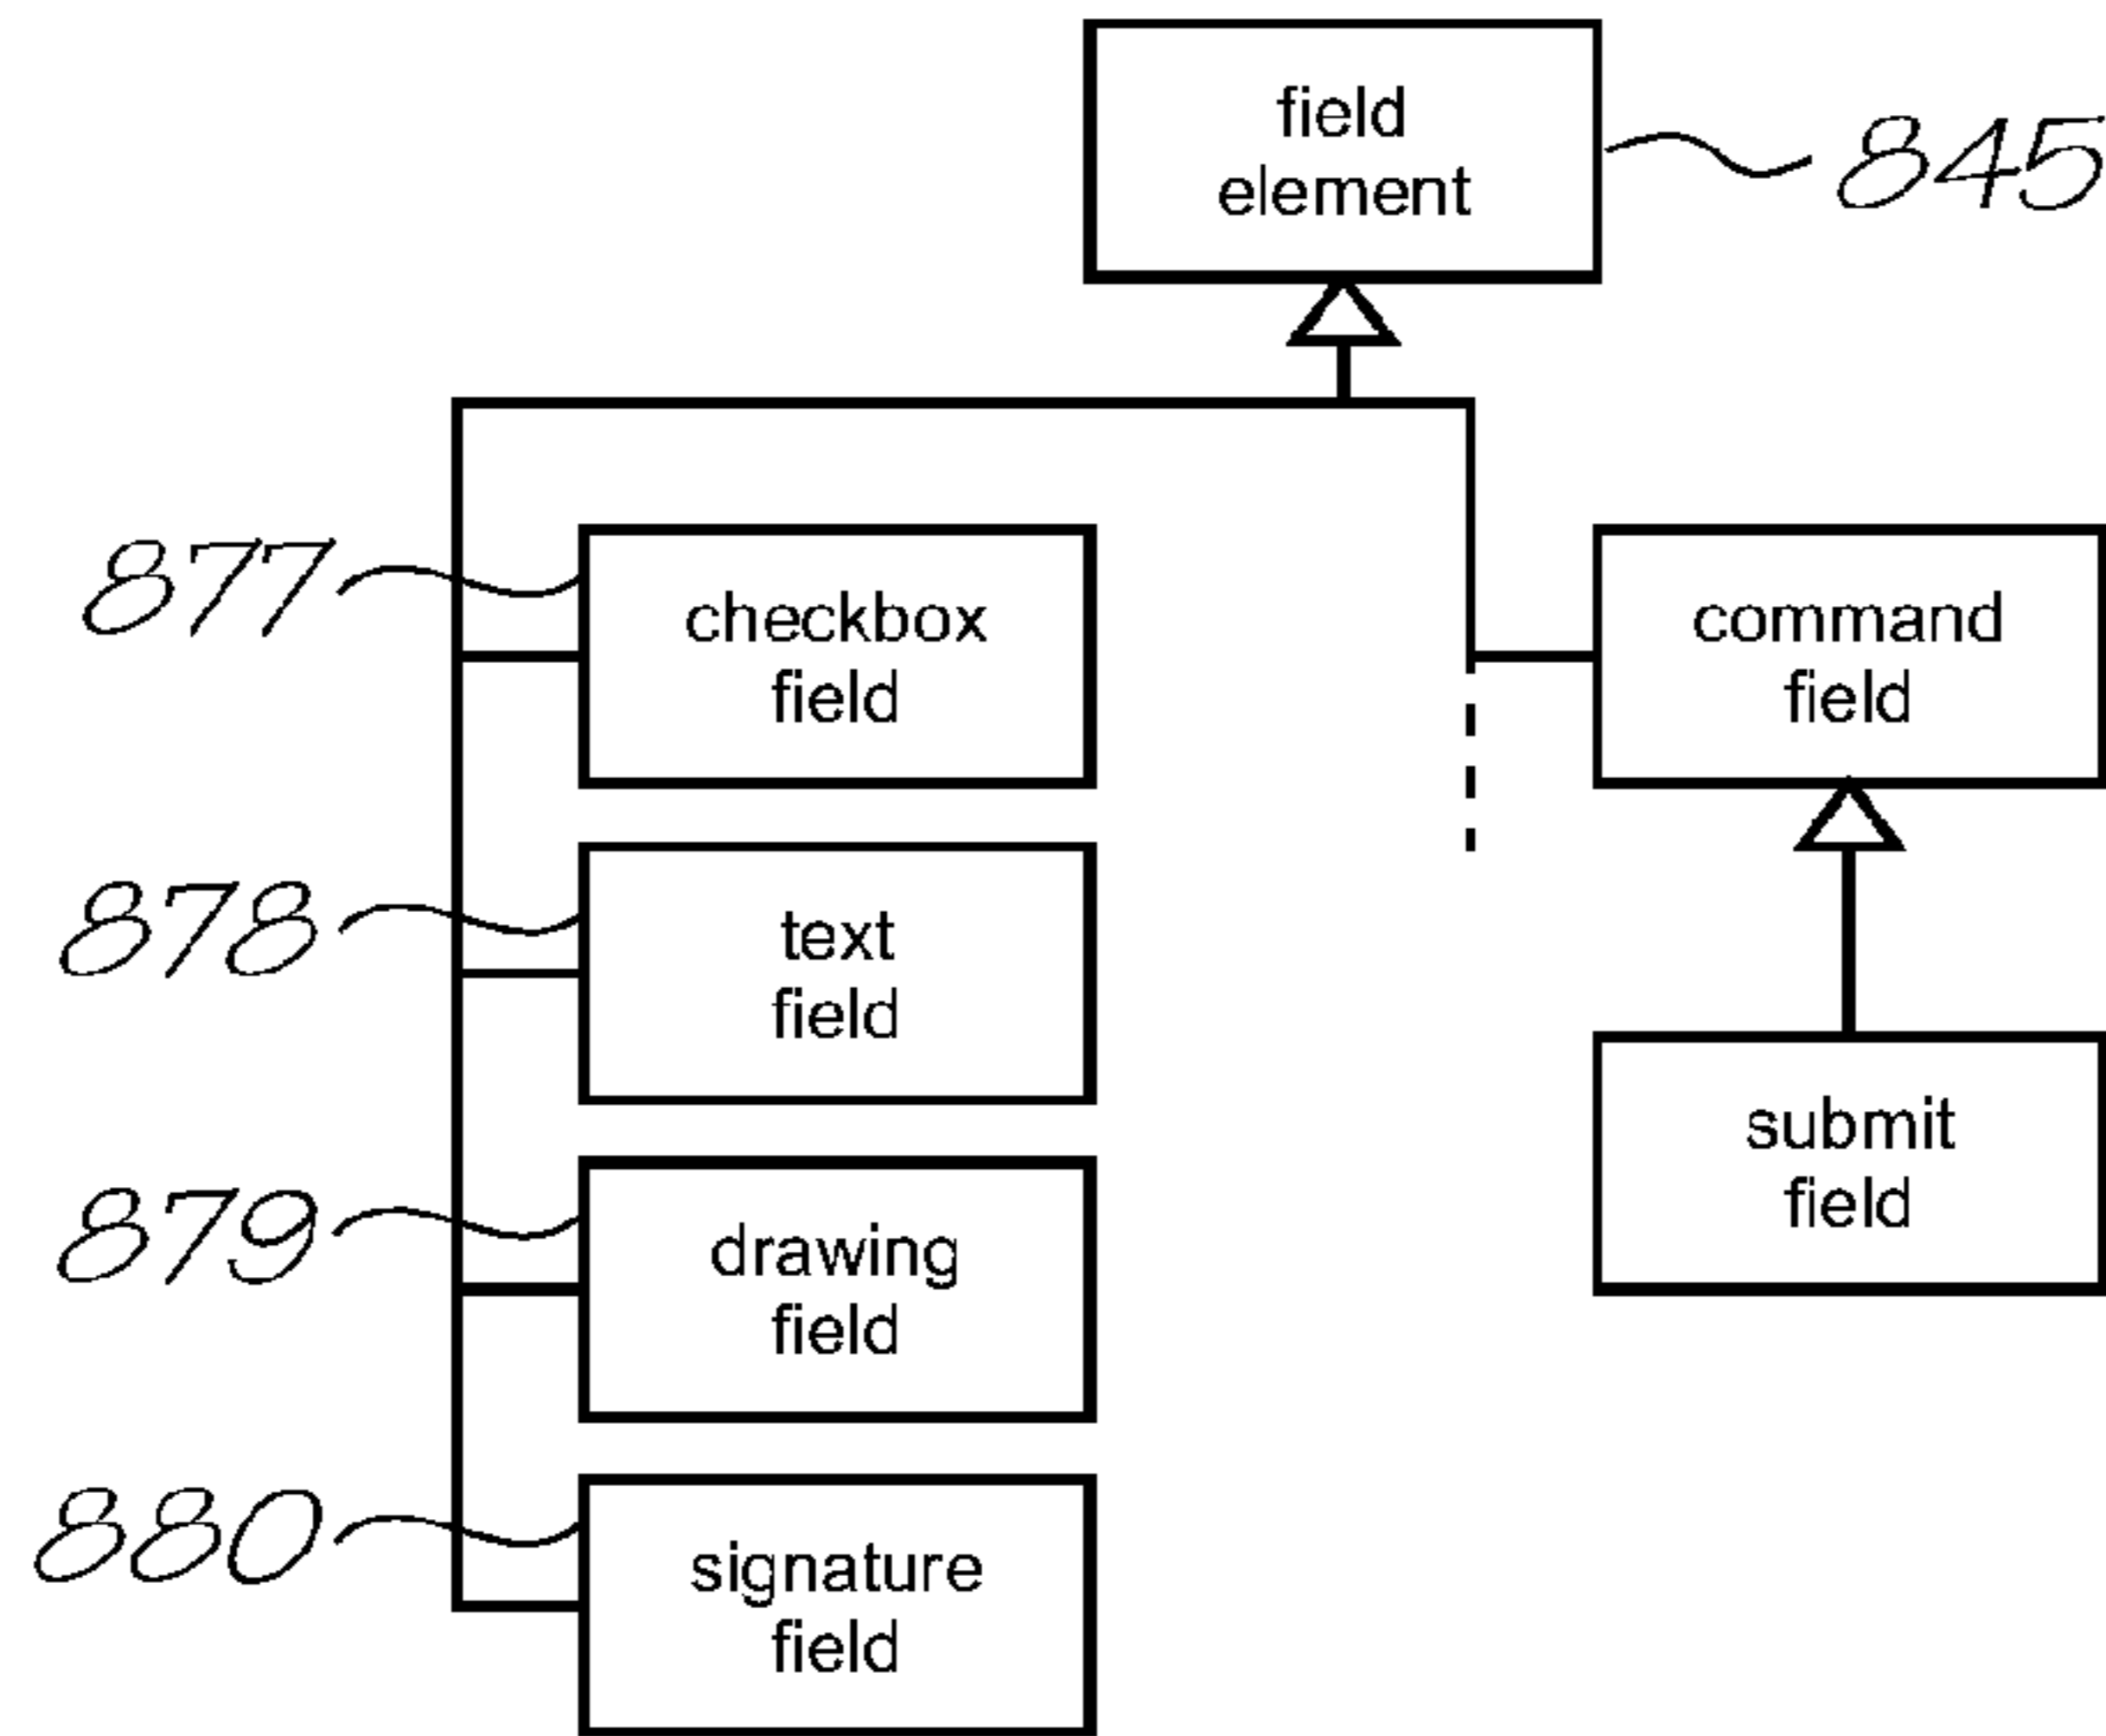 field
element
845
877
checkbox
field
command
field
878
text
field
submit
field
879
drawing
field
880
signature
field